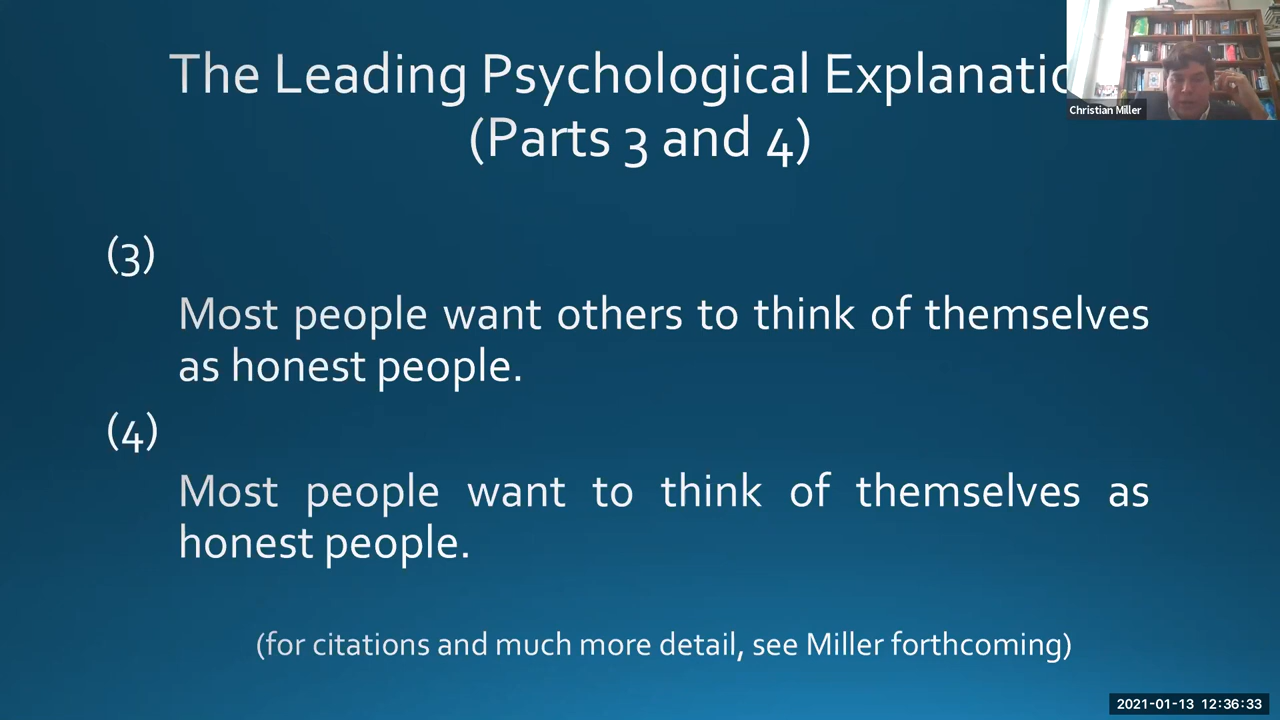 The Leading Psychological Explanatio
(Parts 3 and 4)
Christian Miller
(3)
Most people want others to think of themselves
as honest people.
(4)
Most people want to think of themselves as
honest people.
(for citations and much more detail, see Miller forthcoming)
2021-01-13 12:36:33